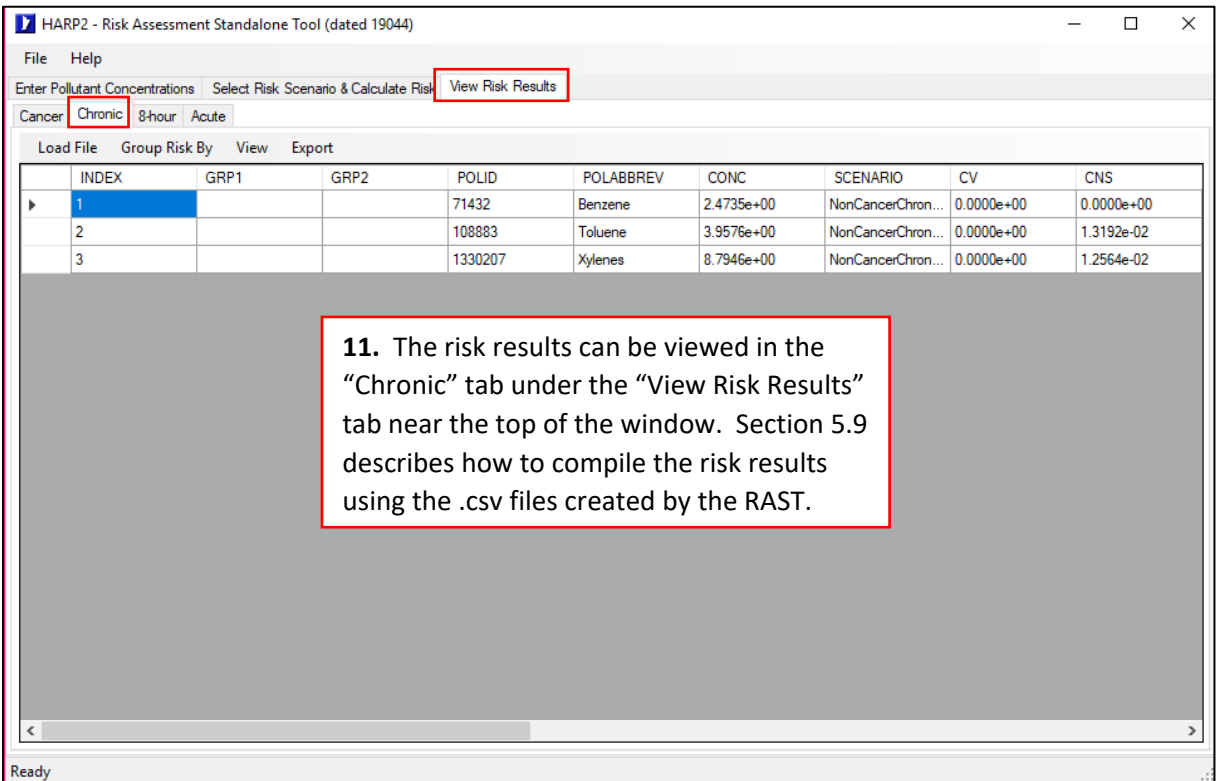 HARP2 - Risk Assessment Standalone Tool (dated 19044)
File Help
Enter Pollutant Concentrations Select Risk Scenario & Calculate Risk View Risk Results
Cancer Chronic 8-hour Acute
Load File Group Risk By View Export
INDEX GRP1 GRP2 POLID POLABBREV CONC SCENARIO CV CNS
1 71432 Benzene 2.4735e+00 NonCancerChron... 0.0000e+00 0.0000e+00
2 108883 Toluene 3.9576e+00 NonCancerChron... 0.0000e+00 1.3192e-02
3 1330207 Xylenes 8.7946e+00 NonCancerChron... 0.0000e+00 1.2564e-02
11. The risk results can be viewed in the
“Chronic” tab under the “View Risk Results”
tab near the top of the window. Section 5.9
describes how to compile the risk results
using the .csv files created by the RAST.
Ready